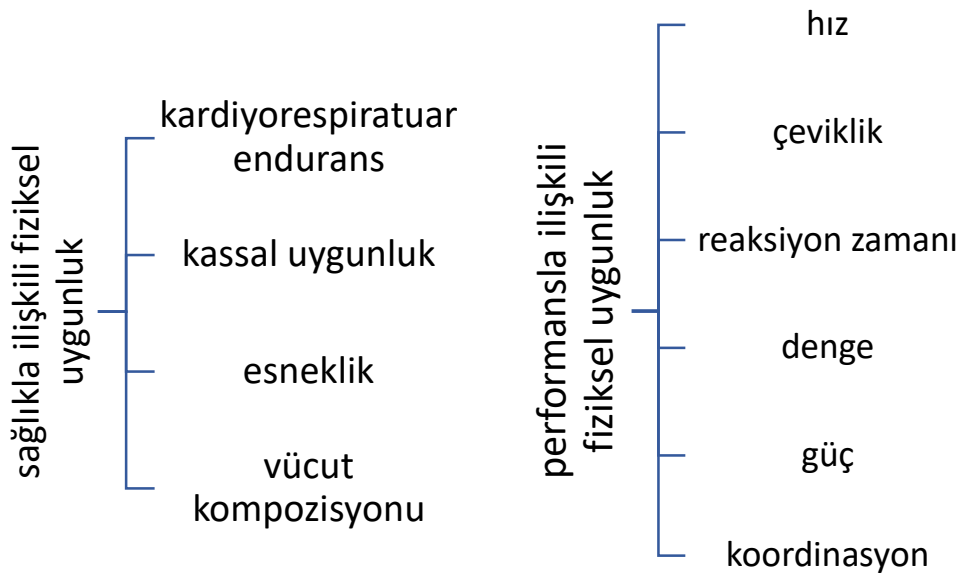 sağlıkla ilişkili fiziksel
uygunluk
kardiyorespiratuar
endurans
kassal uygunluk
esneklik
vücut
kompozisyonu
performansla ilişkili
fiziksel uygunluk
hız
çeviklik
reaksiyon zamanı
denge
güç
koordinasyon